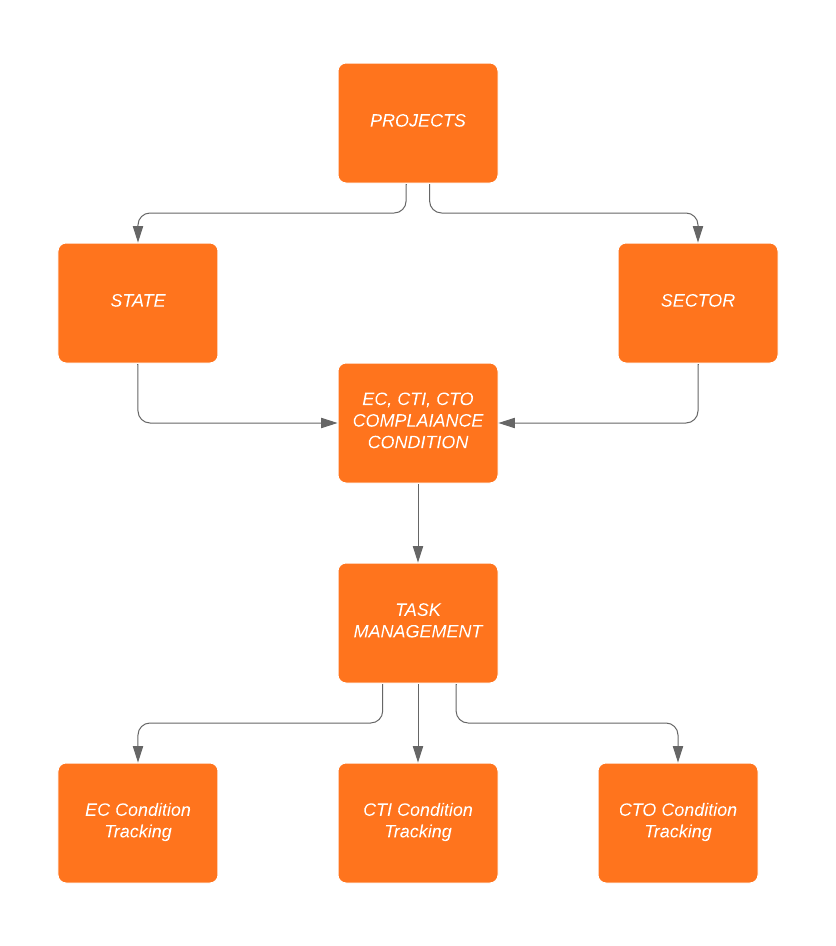 PROJECTS
STATE
SECTOR
EC, CTI, CTO
COMPLAIANCE
CONDITION
TASK
MANAGEMENT
EC Condition
Tracking
CTI Condition
Tracking
CTO Condition
Tracking